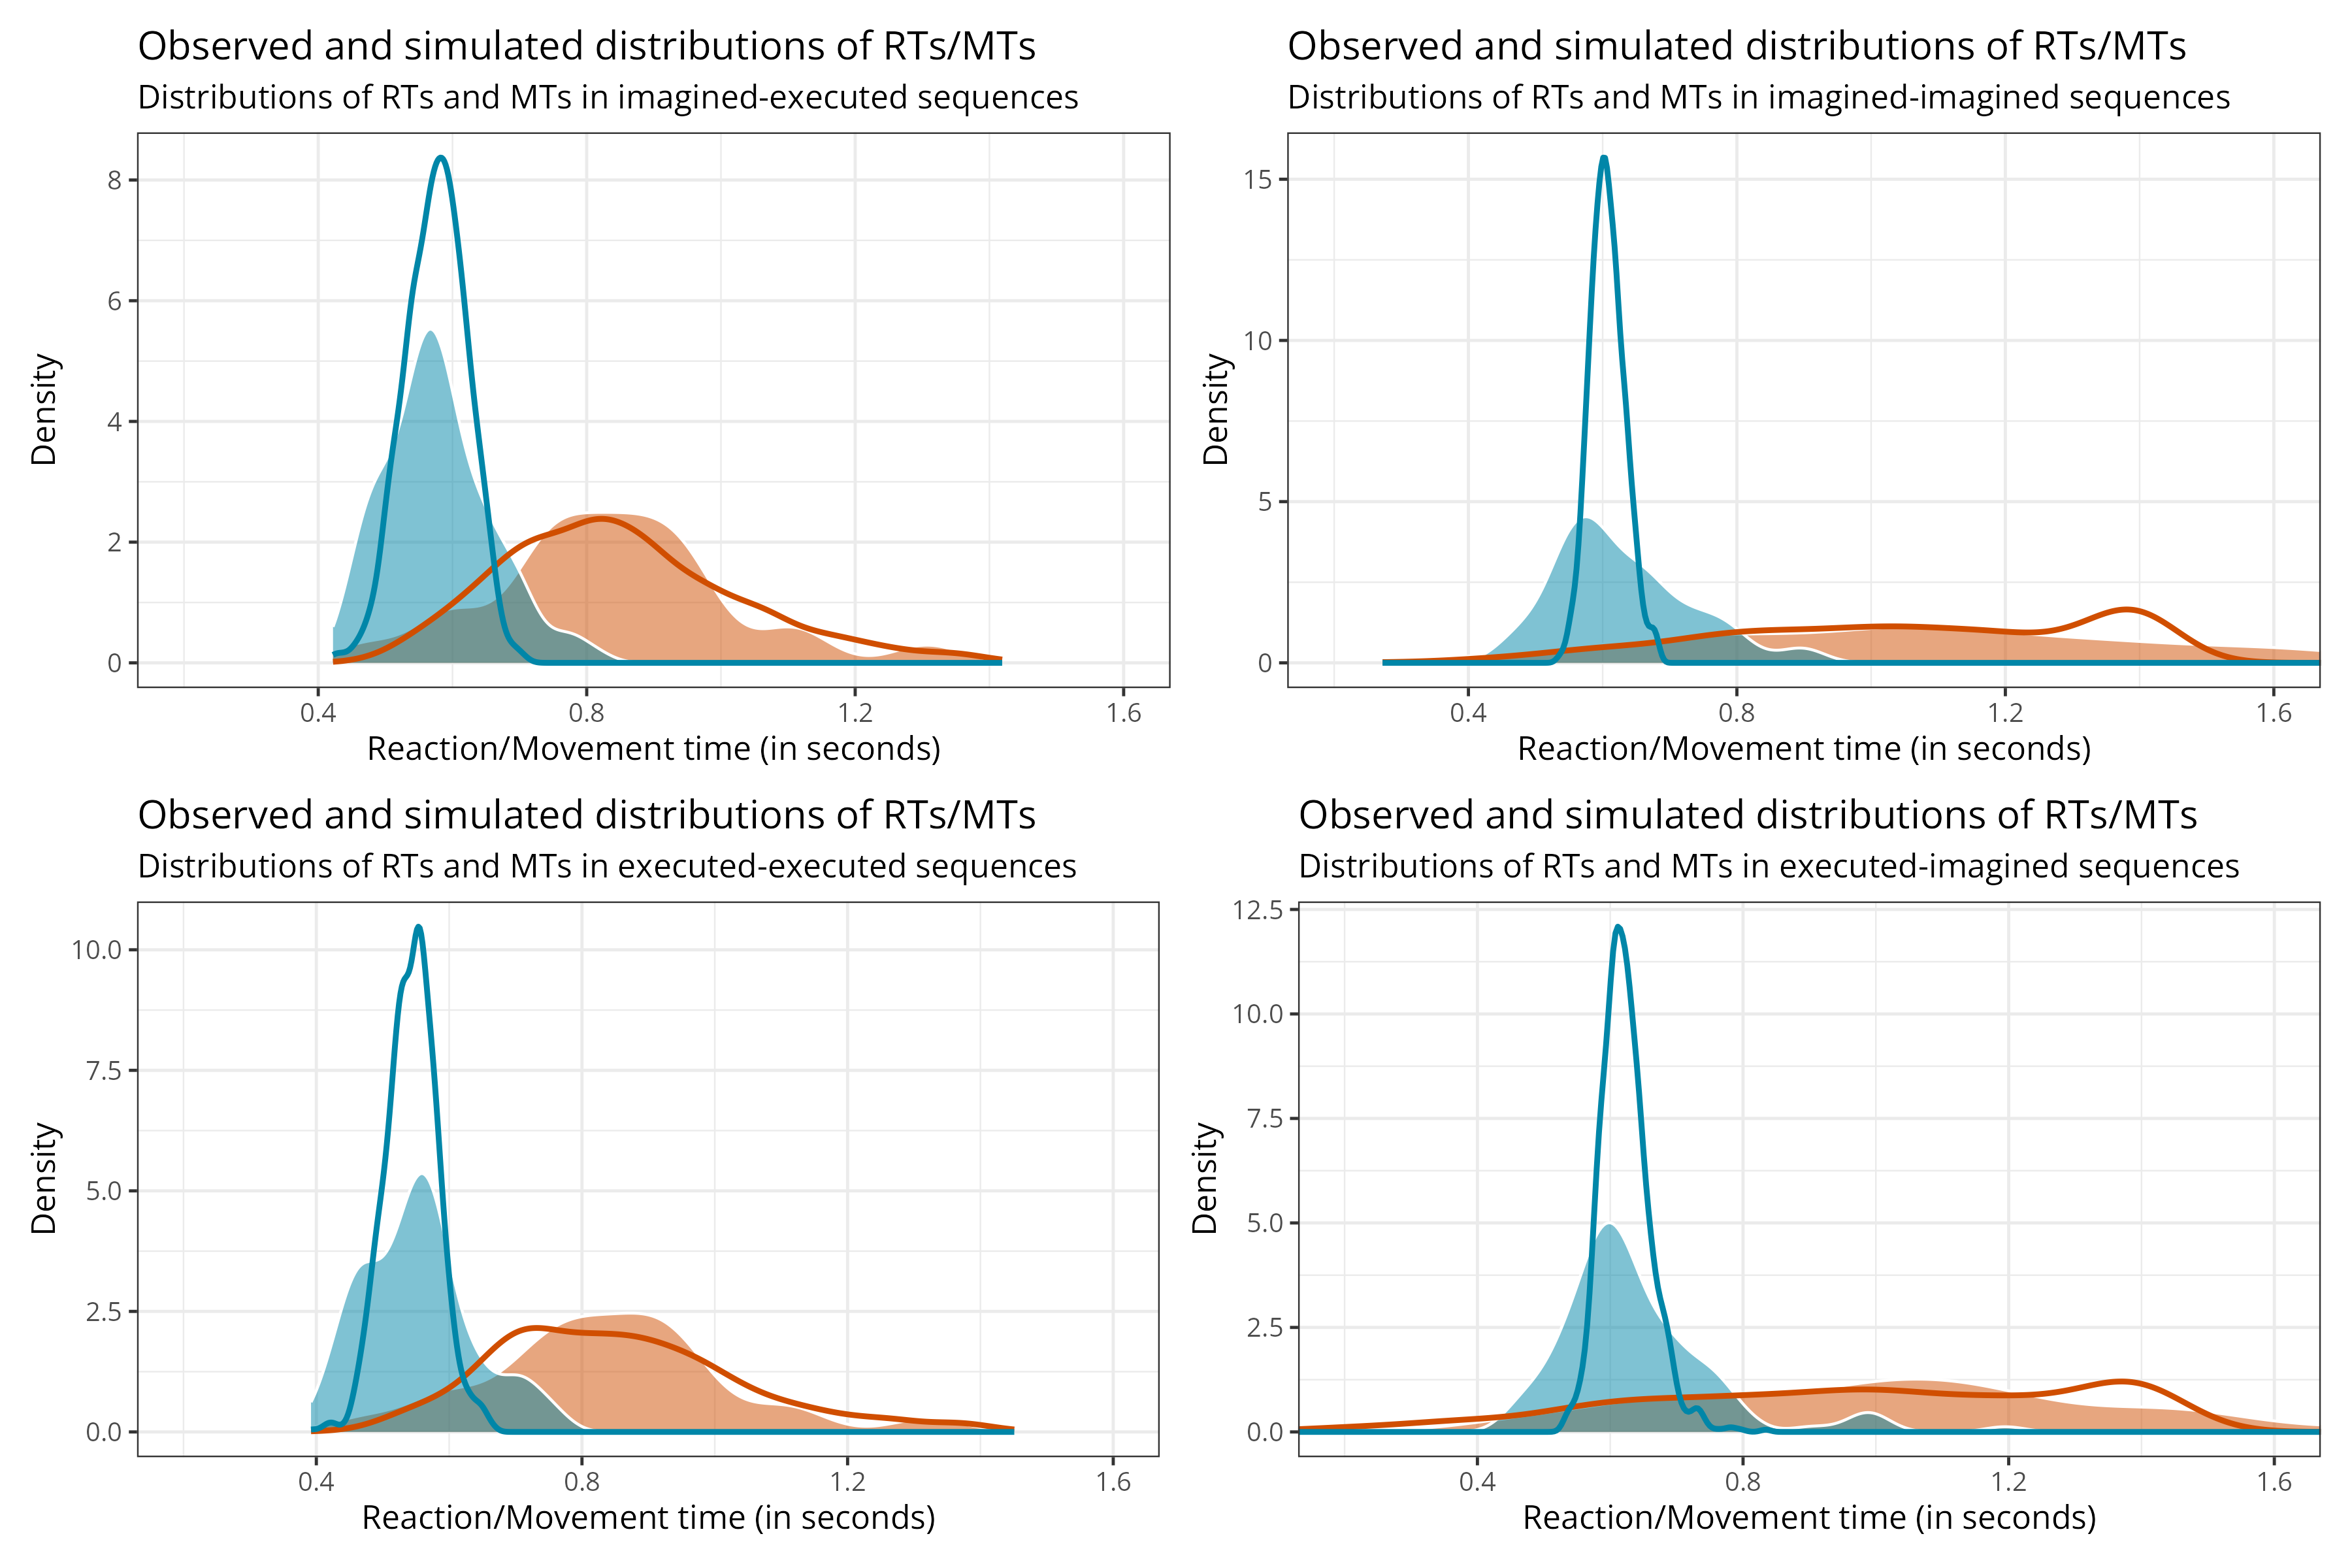 Observed and simulated distributions of RTs/MTs
Distributions of RTs and MTs in imagined-executed sequences
8
6
4
2
0
Density
0.4 0.8 1.2 1.6
Reaction/Movement time (in seconds)
Observed and simulated distributions of RTs/MTs
Distributions of RTs and MTs in imagined-imagined sequences
15
10
5
0
Density
0.4 0.8 1.2 1.6
Reaction/Movement time (in seconds)
Observed and simulated distributions of RTs/MTs
Distributions of RTs and MTs in executed-executed sequences
10.0
7.5
5.0
2.5
0.0
Density
0.4 0.8 1.2 1.6
Reaction/Movement time (in seconds)
Observed and simulated distributions of RTs/MTs
Distributions of RTs and MTs in executed-imagined sequences
12.5
10.0
7.5
5.0
2.5
0.0
Density
0.4 0.8 1.2 1.6
Reaction/Movement time (in seconds)